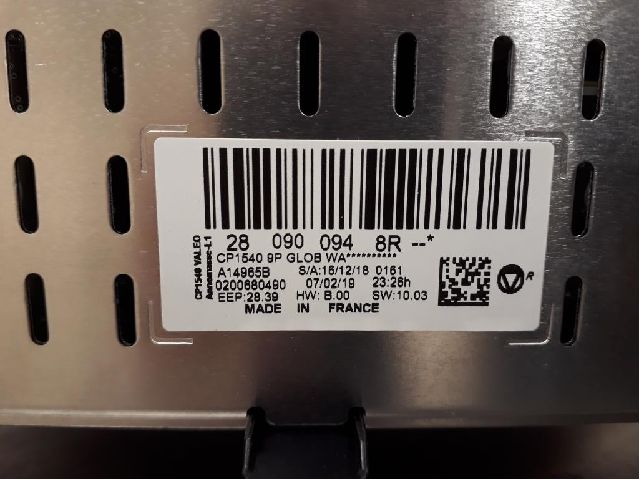 CP1540 VALEO
28 090 094 8R --*
CP1540 9P GLOB WA**********
A14965B S/A:16/12/18 0161
0200680490 07/02/19 23:26h
EEP:28.39 HW: B.00 SW: 10.03
MADE IN FRANCE
R